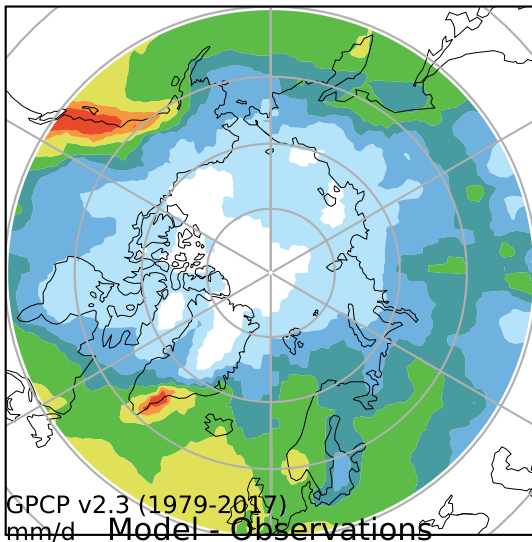 GPCP v2.3 (1979-2017)
mm/d Model - Observations